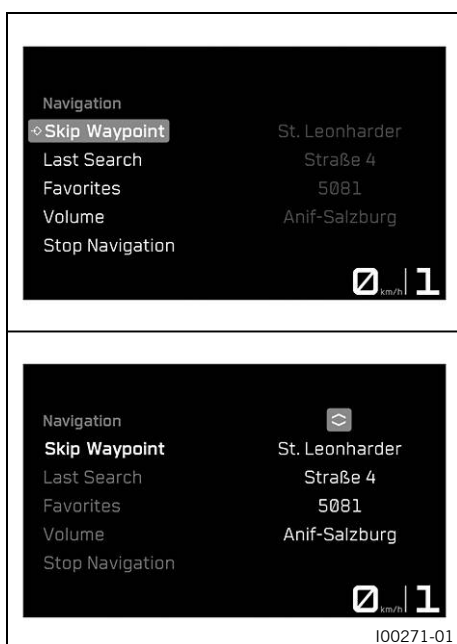 Navigation
Skip Waypoint St. Leonharder
Last Search Straße 4
Favorites 5081
Volume Anif-Salzburg
Stop Navigation
0 km/h 1
Navigation
Skip Waypoint St. Leonharder
Last Search Straße 4
Favorites 5081
Volume Anif-Salzburg
Stop Navigation
0 km/h 1
I00271-01